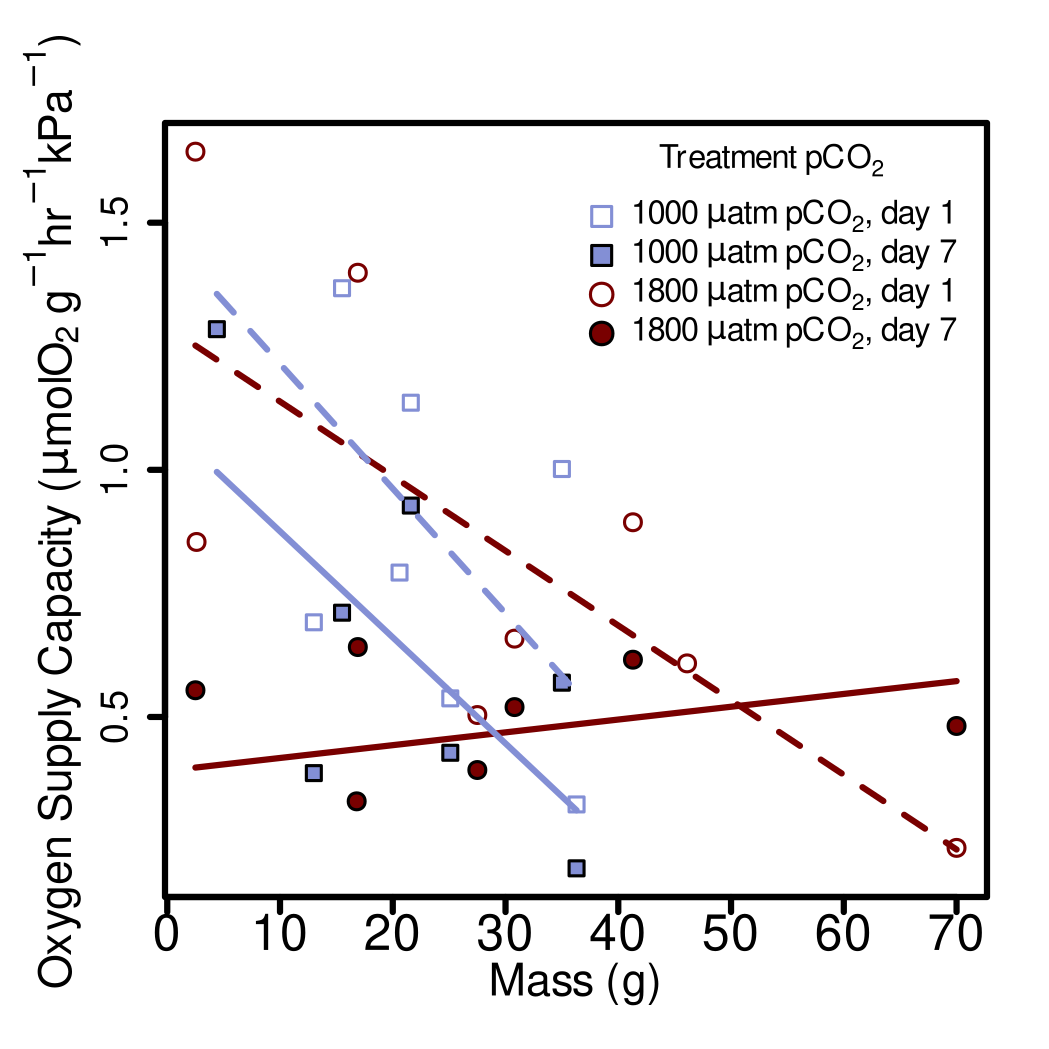 Oxygen Supply Capacity (µmolO₂ g⁻¹hr⁻¹kPa⁻¹)
1.5
1.0
0.5
Treatment pCO₂
1000 µatm pCO₂, day 1
1000 µatm pCO₂, day 7
1800 µatm pCO₂, day 1
1800 µatm pCO₂, day 7
0 10 20 30 40 50 60 70
Mass (g)